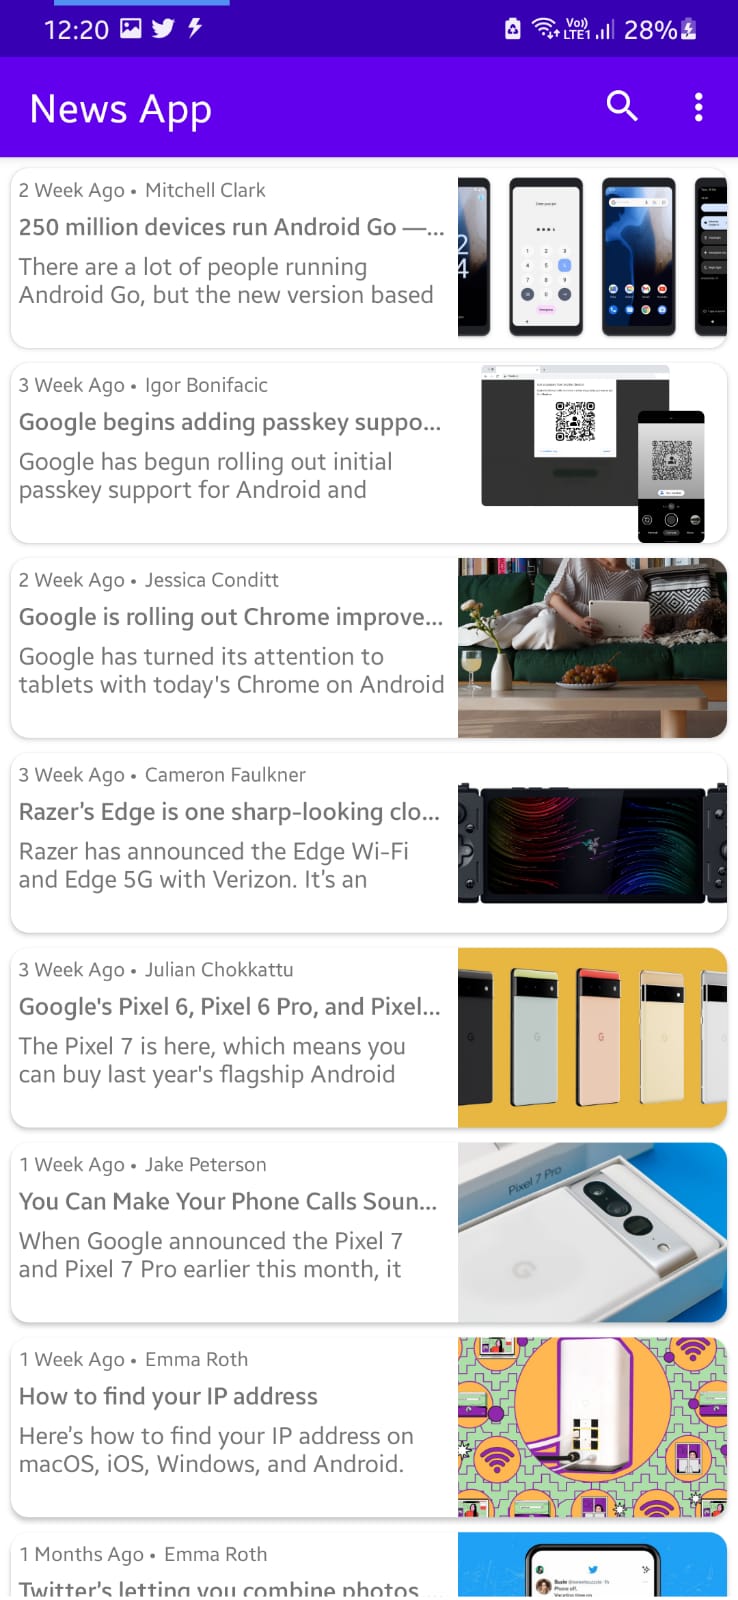 12:20
Vo))
LTE1
28%
News App
2 Week Ago • Mitchell Clark
250 million devices run Android Go —...
There are a lot of people running
Android Go, but the new version based
3 Week Ago • Igor Bonifacic
Google begins adding passkey suppo...
Google has begun rolling out initial
passkey support for Android and
2 Week Ago • Jessica Conditt
Google is rolling out Chrome improve...
Google has turned its attention to
tablets with today's Chrome on Android
3 Week Ago • Cameron Faulkner
Razer's Edge is one sharp-looking clo...
Razer has announced the Edge Wi-Fi
and Edge 5G with Verizon. It's an
3 Week Ago • Julian Chokkattu
Google's Pixel 6, Pixel 6 Pro, and Pixel...
The Pixel 7 is here, which means you
can buy last year's flagship Android
1 Week Ago • Jake Peterson
You Can Make Your Phone Calls Soun...
When Google announced the Pixel 7
and Pixel 7 Pro earlier this month, it
Pixel 7 Pro
1 Week Ago • Emma Roth
How to find your IP address
Here's how to find your IP address on
macOS, iOS, Windows, and Android.
1 Months Ago • Emma Roth
Twitter's letting you combine photos, ...